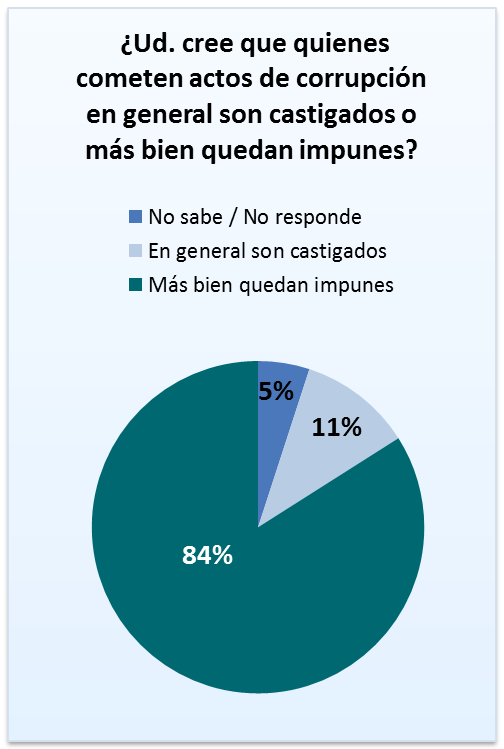 ¿Ud. cree que quienes
cometen actos de corrupción
en general son castigados o
más bien quedan impunes?
No sabe / No responde
En general son castigados
Más bien quedan impunes
5%
11%
84%